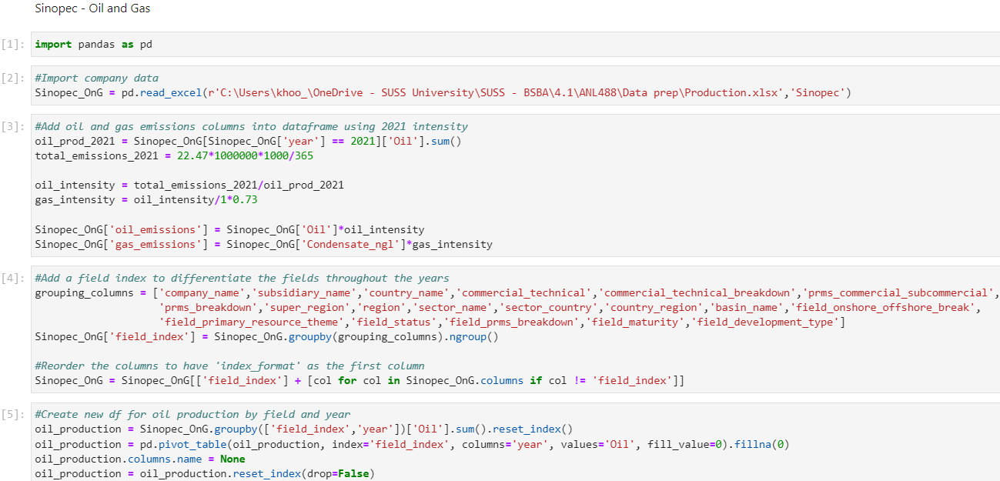 Sinopec - Oil and Gas
[1]: import pandas as pd
[2]: #Import company data
Sinopec_OnG = pd.read_excel(r'C:\Users\khoo_\OneDrive - SUSS University\SUSS - BSBA\4.1\ANL488\Data prep\Production.xlsx','Sinopec')
[3]: #Add oil and gas emissions columns into dataframe using 2021 intensity
oil_prod_2021 = Sinopec_OnG[Sinopec_OnG['year'] == 2021]['Oil'].sum()
total_emissions_2021 = 22.47*1000000*1000/365
oil_intensity = total_emissions_2021/oil_prod_2021
gas_intensity = oil_intensity/1*0.73
Sinopec_OnG['oil_emissions'] = Sinopec_OnG['Oil']*oil_intensity
Sinopec_OnG['gas_emissions'] = Sinopec_OnG['Condensate_ngl']*gas_intensity
[4]: #Add a field index to differentiate the fields throughout the years
grouping_columns = ['company_name','subsidiary_name','country_name','commercial_technical','commercial_technical_breakdown','prms_commercial_subcommercial',
'prms_breakdown','super_region','region','sector_name','sector_country','country_region','basin_name','field_onshore_offshore_break',
'field_primary_resource_theme','field_status','field_prms_breakdown','field_maturity','field_development_type']
Sinopec_OnG['field_index'] = Sinopec_OnG.groupby(grouping_columns).ngroup()
#Reorder the columns to have 'index_format' as the first column
Sinopec_OnG = Sinopec_OnG[['field_index'] + [col for col in Sinopec_OnG.columns if col != 'field_index']]
[5]: #Create new df for oil production by field and year
oil_production = Sinopec_OnG.groupby(['field_index','year'])['Oil'].sum().reset_index()
oil_production = pd.pivot_table(oil_production, index='field_index', columns='year', values='Oil', fill_value=0).fillna(0)
oil_production.columns.name = None
oil_production = oil_production.reset_index(drop=False)